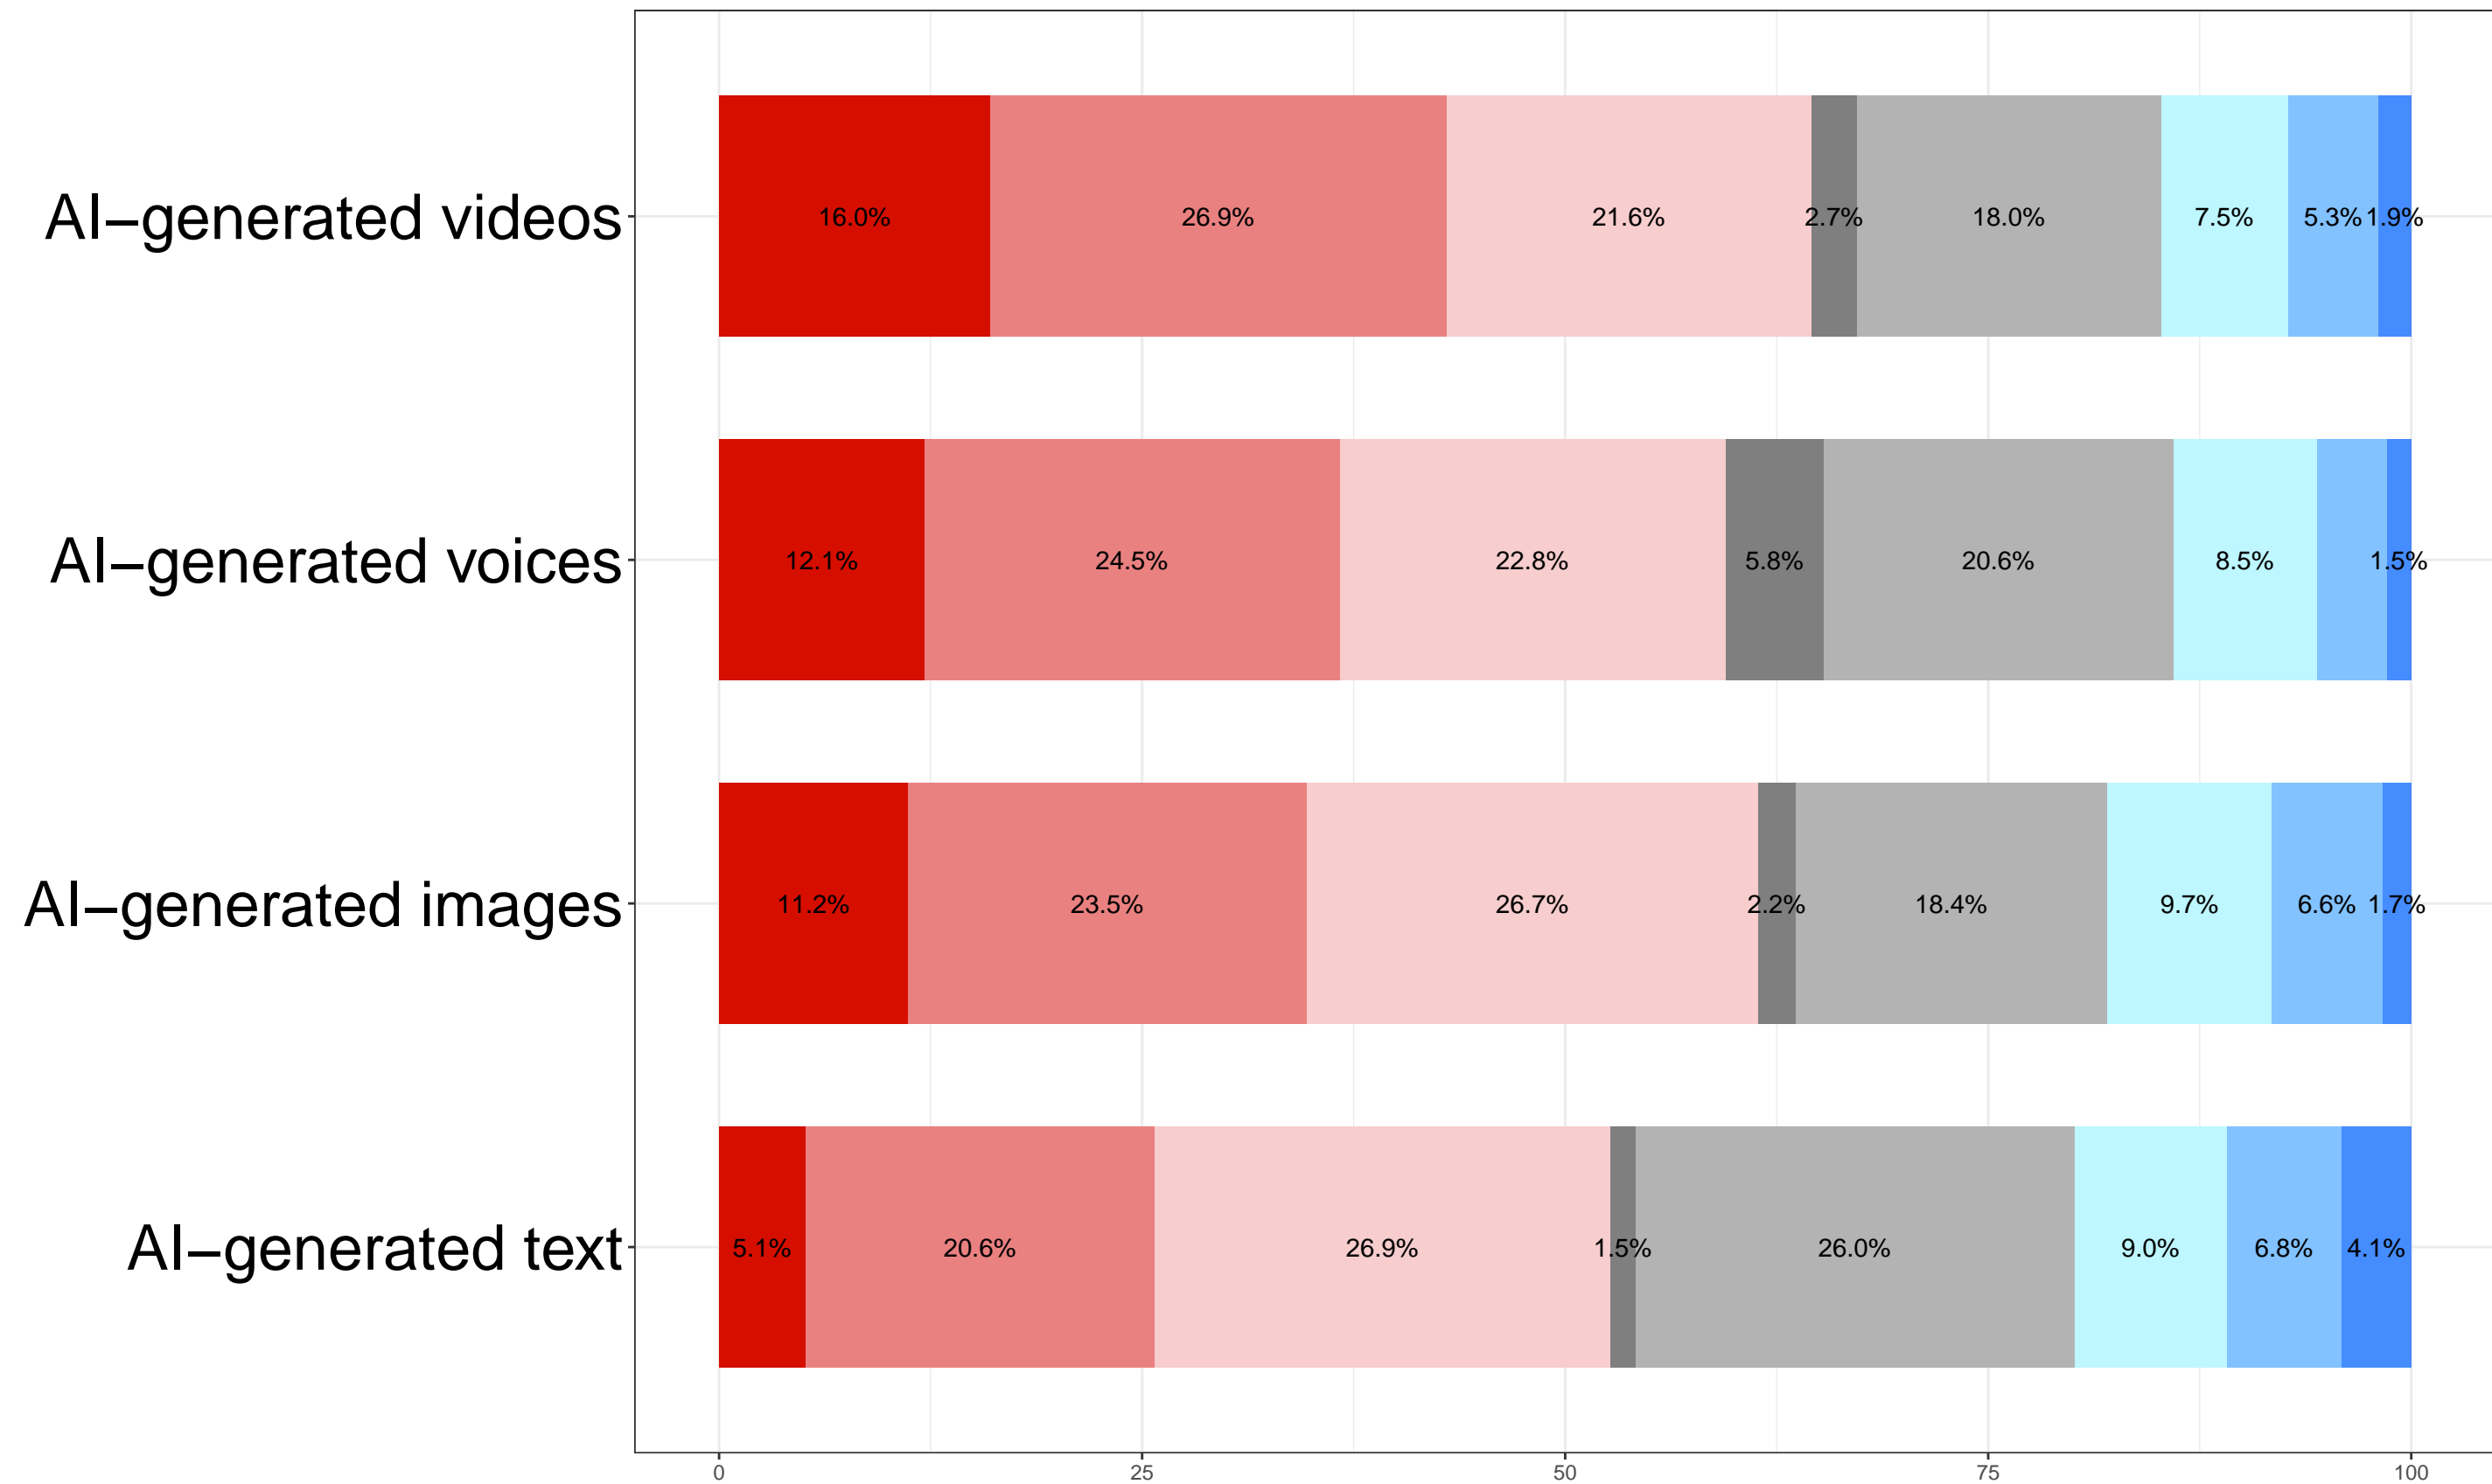 AI−generated videos 16.0% 26.9% 21.6% 2.7% 18.0% 7.5% 5.3% 1.9%
AI−generated voices 12.1% 24.5% 22.8% 5.8% 20.6% 8.5% 1.5%
AI−generated images 11.2% 23.5% 26.7% 2.2% 18.4% 9.7% 6.6% 1.7%
AI−generated text 5.1% 20.6% 26.9% 1.5% 26.0% 9.0% 6.8% 4.1%
0 25 50 75 100